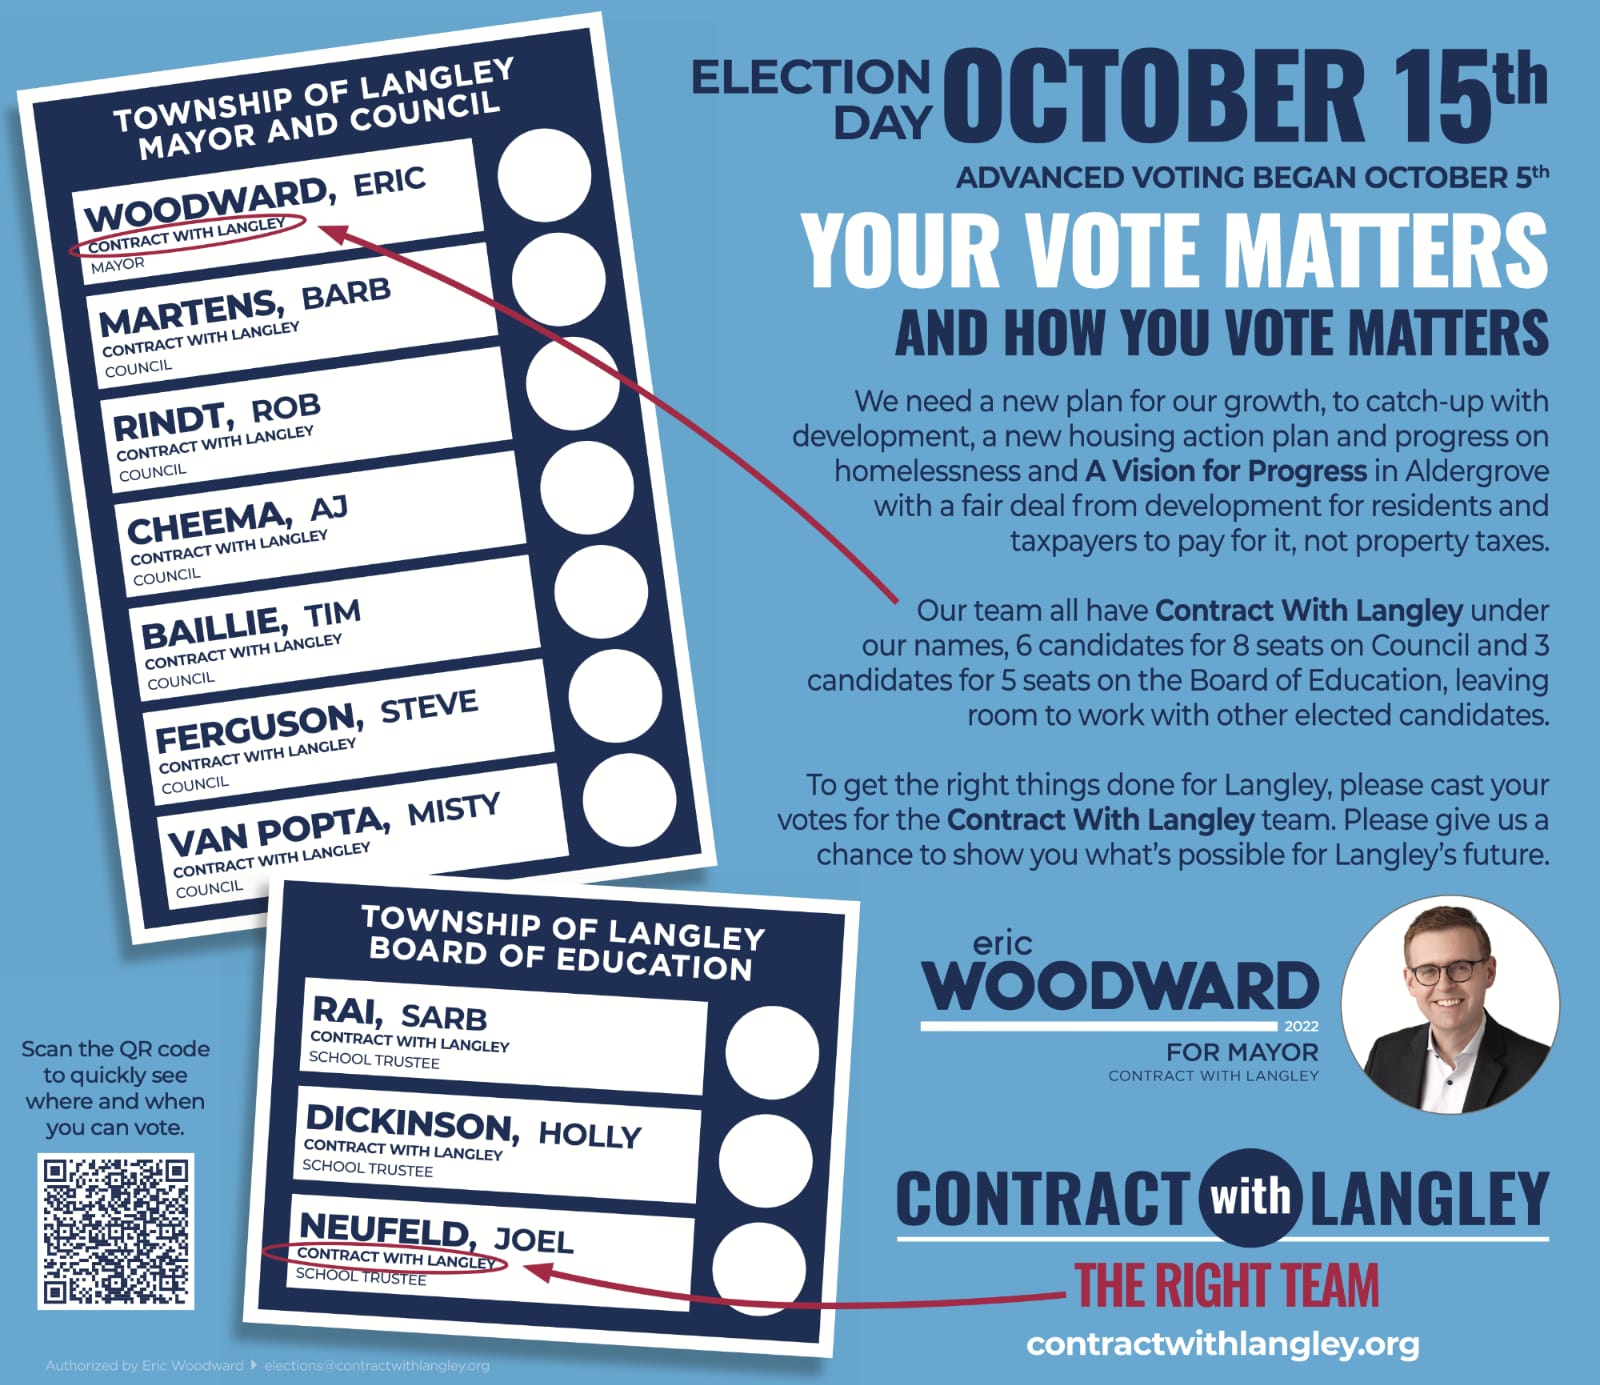 TOWNSHIP OF LANGLEY
MAYOR AND COUNCIL
WOODWARD, ERIC
CONTRACT WITH LANGLEY
MAYOR
MARTENS, BARB
CONTRACT WITH LANGLEY
COUNCIL
RINDT, ROB
CONTRACT WITH LANGLEY
COUNCIL
CHEEMA, AJ
CONTRACT WITH LANGLEY
COUNCIL
BAILLIE, TIM
CONTRACT WITH LANGLEY
COUNCIL
FERGUSON, STEVE
CONTRACT WITH LANGLEY
COUNCIL
VAN POPTA, MISTY
CONTRACT WITH LANGLEY
COUNCIL
TOWNSHIP OF LANGLEY
BOARD OF EDUCATION
RAI, SARB
CONTRACT WITH LANGLEY
SCHOOL TRUSTEE
DICKINSON, HOLLY
CONTRACT WITH LANGLEY
SCHOOL TRUSTEE
NEUFELD, JOEL
CONTRACT WITH LANGLEY
SCHOOL TRUSTEE
Scan the QR code
to quickly see
where and when
you can vote.
Authorized by Eric Woodward elections@contractwithlangley.org
ELECTION
DAY
OCTOBER 15th
ADVANCED VOTING BEGAN OCTOBER 5th
YOUR VOTE MATTERS
AND HOW YOU VOTE MATTERS
We need a new plan for our growth, to catch-up with
development, a new housing action plan and progress on
homelessness and A Vision for Progress in Aldergrove
with a fair deal from development for residents and
taxpayers to pay for it, not property taxes.
Our team all have Contract With Langley under
our names, 6 candidates for 8 seats on Council and 3
candidates for 5 seats on the Board of Education, leaving
room to work with other elected candidates.
To get the right things done for Langley, please cast your
votes for the Contract With Langley team. Please give us a
chance to show you what's possible for Langley's future.
eric
WOODWARD
2022
FOR MAYOR
CONTRACT WITH LANGLEY
CONTRACT with LANGLEY
THE RIGHT TEAM
contractwithlangley.org